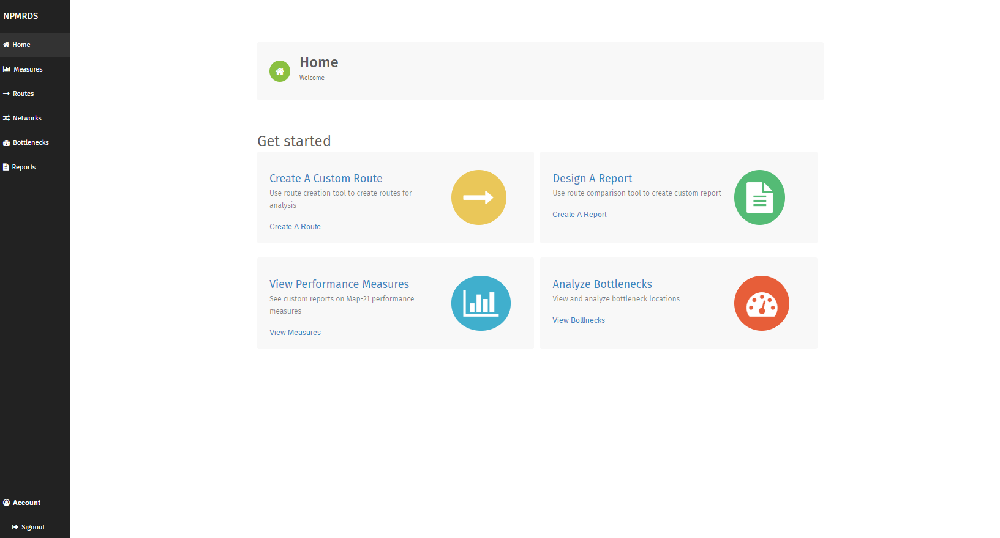 NPMRDS
Home
Measures
Routes
Networks
Bottlenecks
Reports
Account
Signout
Home
Welcome
Get started
Create A Custom Route
Use route creation tool to create routes for
analysis
Create A Route
Design A Report
Use route comparison tool to create custom report
Create A Report
View Performance Measures
See custom reports on Map-21 performance
measures
View Measures
Analyze Bottlenecks
View and analyze bottleneck locations
View Bottlnecks